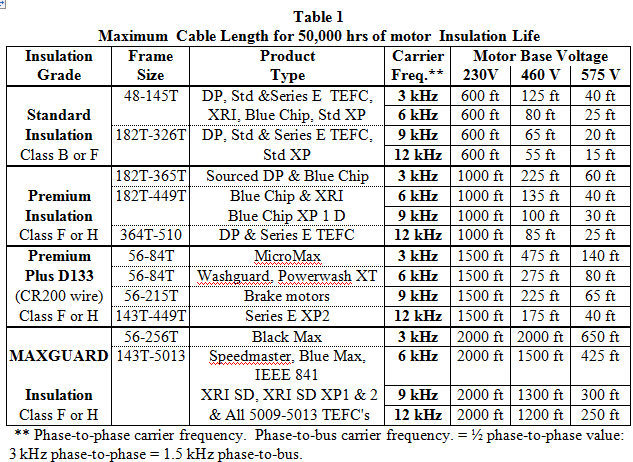 Table 1
Maximum Cable Length for 50,000 hrs of motor Insulation Life
Insulation Frame Product Carrier Motor Base Voltage
Grade Size Type Freq.** 230V 460 V 575 V
48-145T DP, Std &Series E TEFC, 3 kHz 600 ft 125 ft 40 ft
Standard XRI, Blue Chip, Std XP 6 kHz 600 ft 80 ft 25 ft
Insulation 182T-326T DP, Std & Series E TEFC, 9 kHz 600 ft 65 ft 20 ft
Class B or F Std XP 12 kHz 600 ft 55 ft 15 ft
182T-365T Sourced DP & Blue Chip 3 kHz 1000 ft 225 ft 60 ft
Premium 182T-449T Blue Chip & XRI 6 kHz 1000 ft 135 ft 40 ft
Insulation Blue Chip XP 1 D 9 kHz 1000 ft 100 ft 30 ft
Class F or H 364T-510 DP & Series E TEFC 12 kHz 1000 ft 85 ft 25 ft
Premium 56-84T MicroMax 3 kHz 1500 ft 475 ft 140 ft
Plus D133 56-84T Washguard, Powerwash XT 6 kHz 1500 ft 275 ft 80 ft
(CR200 wire) 56-215T Brake motors 9 kHz 1500 ft 225 ft 65 ft
Class F or H 143T-449T Series E XP2 12 kHz 1500 ft 175 ft 40 ft
56-256T Black Max 3 kHz 2000 ft 2000 ft 650 ft
MAXGUARD 143T-5013 Speedmaster, Blue Max, 6 kHz 2000 ft 1500 ft 425 ft
IEEE 841
Insulation XRI SD, XRI SD XP1 & 2 9 kHz 2000 ft 1300 ft 300 ft
Class F or H & All 5009-5013 TEFC's 12 kHz 2000 ft 1200 ft 250 ft
** Phase-to-phase carrier frequency. Phase-to-bus carrier frequency. = ½ phase-to-phase value:
3 kHz phase-to-phase = 1.5 kHz phase-to-bus.